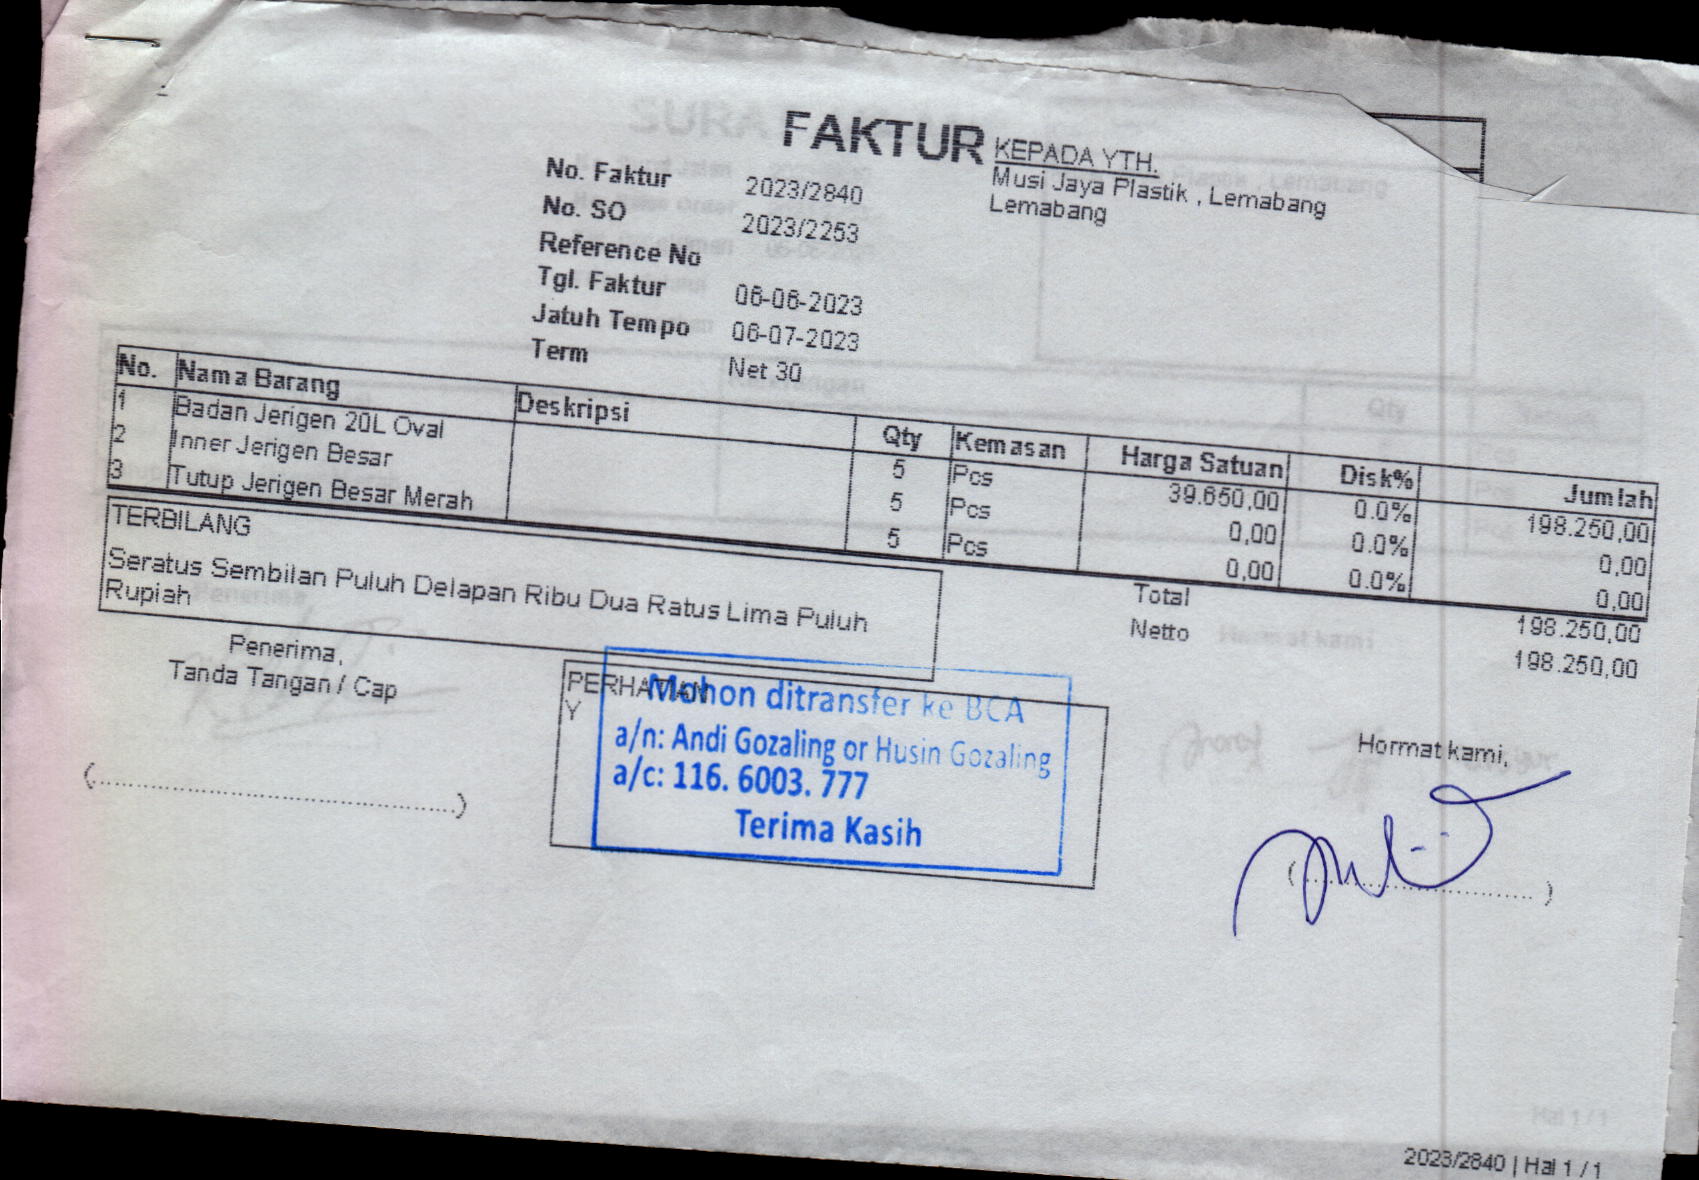 FAKTUR
KEPADA YTH.
Musi Jaya Plastik , Lemabang
Lemabang
No. Faktur 2023/2840
No. SO 2023/2253
Reference No
Tgl. Faktur 06-06-2023
Jatuh Tempo 06-07-2023
Term Net 30
No. Nama Barang Deskripsi Qty Kemasan Harga Satuan Disk% Jumlah
1 Badan Jerigen 20L Oval 5 Pcs 39.650,00 0.0% 198.250,00
2 Inner Jerigen Besar 5 Pcs 0,00 0.0% 0,00
3 Tutup Jerigen Besar Merah 5 Pcs 0,00 0.0% 0,00
TERBILANG
Seratus Sembilan Puluh Delapan Ribu Dua Ratus Lima Puluh
Rupiah
Total 198.250,00
Netto 198.250,00
Penerima,
Tanda Tangan / Cap
(..............................................)
PERHATIAN
Y
Mohon ditransfer ke BCA
a/n: Andi Gozaling or Husin Gozaling
a/c: 116. 6003. 777
Terima Kasih
Hormat kami,
2023/2840 | Hal 1 / 1